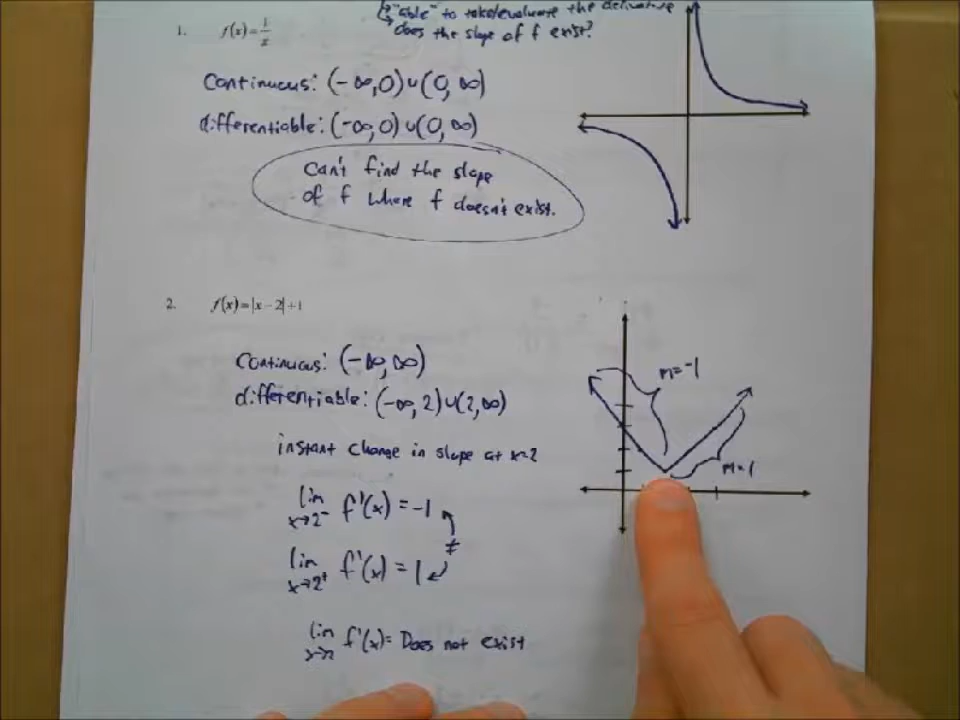 "able" to take/evaluate the derivative
does the slope of f exist?
1. f(x)=1/x
Continuous: (-∞,0)∪(0,∞)
differentiable: (-∞,0)∪(0,∞)
Can't find the slope
of f where f doesn't exist.
2. f(x)=|x-2|+1
Continuous: (-∞,∞)
differentiable: (-∞,2)∪(2,∞)
instant change in slope at x=2
lim x→2⁻ f'(x) = -1
≠
lim x→2⁺ f'(x) = 1
lim x→2 f'(x) = Does not exist
m=-1
m=1